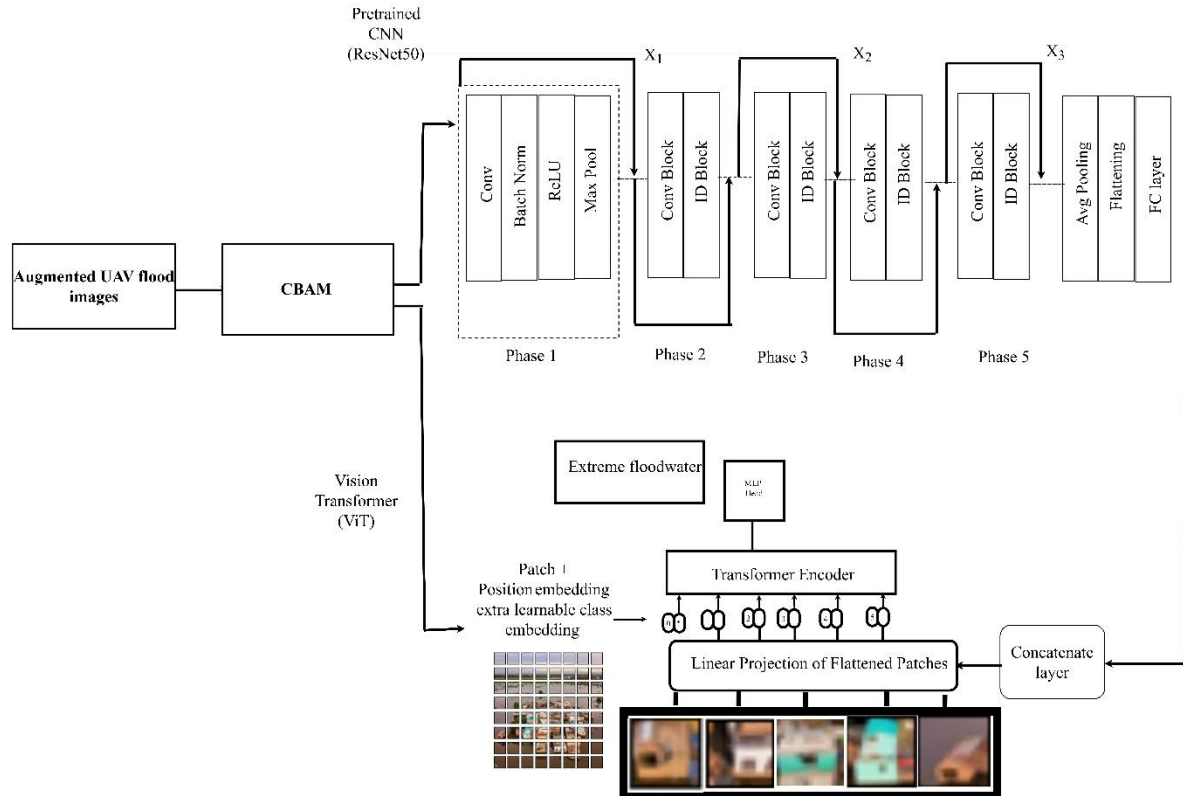 Pretrained
CNN
(ResNet50)
X1
X2
X3
Conv
Batch Norm
ReLU
Max Pool
Conv Block
ID Block
Conv Block
ID Block
Conv Block
ID Block
Conv Block
ID Block
Avg Pooling
Flattening
FC layer
Augmented UAV flood
images
CBAM
Phase 1
Phase 2
Phase 3
Phase 4
Phase 5
Vision
Transformer
(ViT)
Extreme floodwater
MLP
Head
Patch +
Position embedding
extra learnable class
embedding
Transformer Encoder
0 *
2
3
Linear Projection of Flattened Patches
Concatenate
layer